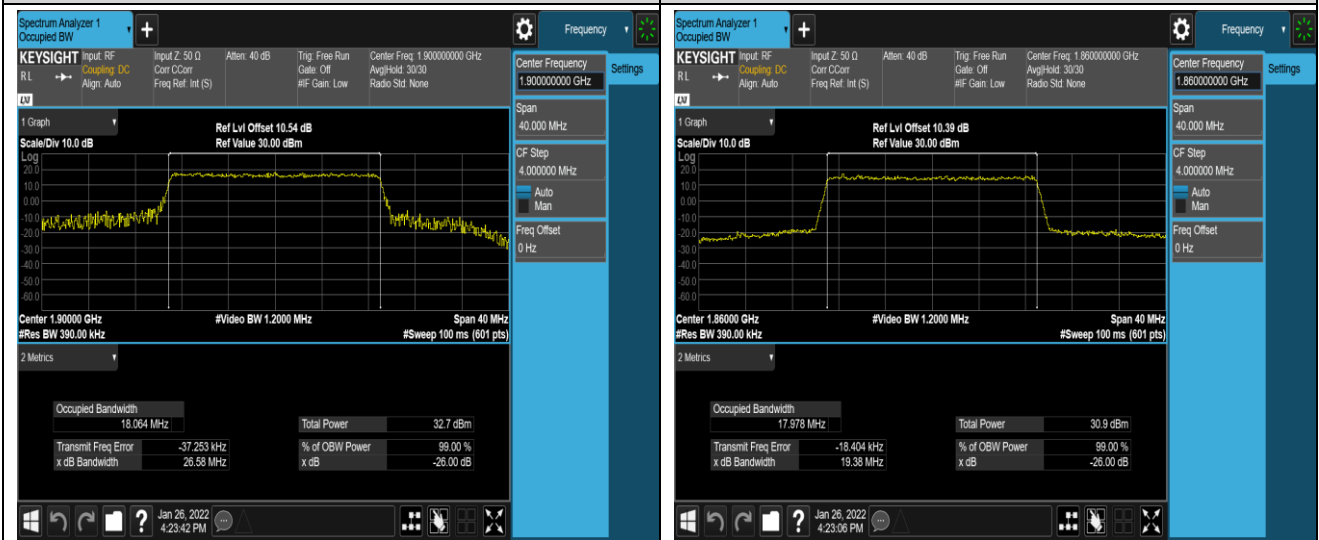 Spectrum Analyzer 1
Occupied BW
+
Frequency
KEYSIGHT
Input: RF
Coupling: DC
Align: Auto
Input Z: 50 Ω
Corr CCorr
Freq Ref: Int (S)
Atten: 40 dB
Trig: Free Run
Gate: Off
#IF Gain: Low
Center Freq: 1.900000000 GHz
Avg|Hold: 30/30
Radio Std: None
RL
LXI
Center Frequency
1.900000000 GHz
Settings
Span
40.000 MHz
CF Step
4.000000 MHz
Auto
Man
Freq Offset
0 Hz
1 Graph
Ref Lvl Offset 10.54 dB
Scale/Div 10.0 dB
Ref Value 30.00 dBm
Log
20.0
10.0
0.00
-10.0
-20.0
-30.0
-40.0
-50.0
-60.0
Center 1.90000 GHz
#Video BW 1.2000 MHz
Span 40 MHz
#Res BW 390.00 kHz
#Sweep 100 ms (601 pts)
2 Metrics
Occupied Bandwidth
18.064 MHz
Total Power 32.7 dBm
Transmit Freq Error -37.253 kHz
% of OBW Power 99.00 %
x dB Bandwidth 26.58 MHz
x dB -26.00 dB
?
Jan 26, 2022
4:23:42 PM
Spectrum Analyzer 1
Occupied BW
+
Frequency
KEYSIGHT
Input: RF
Coupling: DC
Align: Auto
Input Z: 50 Ω
Corr CCorr
Freq Ref: Int (S)
Atten: 40 dB
Trig: Free Run
Gate: Off
#IF Gain: Low
Center Freq: 1.860000000 GHz
Avg|Hold: 30/30
Radio Std: None
RL
LXI
Center Frequency
1.860000000 GHz
Settings
Span
40.000 MHz
CF Step
4.000000 MHz
Auto
Man
Freq Offset
0 Hz
1 Graph
Ref Lvl Offset 10.39 dB
Scale/Div 10.0 dB
Ref Value 30.00 dBm
Log
20.0
10.0
0.00
-10.0
-20.0
-30.0
-40.0
-50.0
-60.0
Center 1.86000 GHz
#Video BW 1.2000 MHz
Span 40 MHz
#Res BW 390.00 kHz
#Sweep 100 ms (601 pts)
2 Metrics
Occupied Bandwidth
17.978 MHz
Total Power 30.9 dBm
Transmit Freq Error -18.404 kHz
% of OBW Power 99.00 %
x dB Bandwidth 19.38 MHz
x dB -26.00 dB
?
Jan 26, 2022
4:23:06 PM